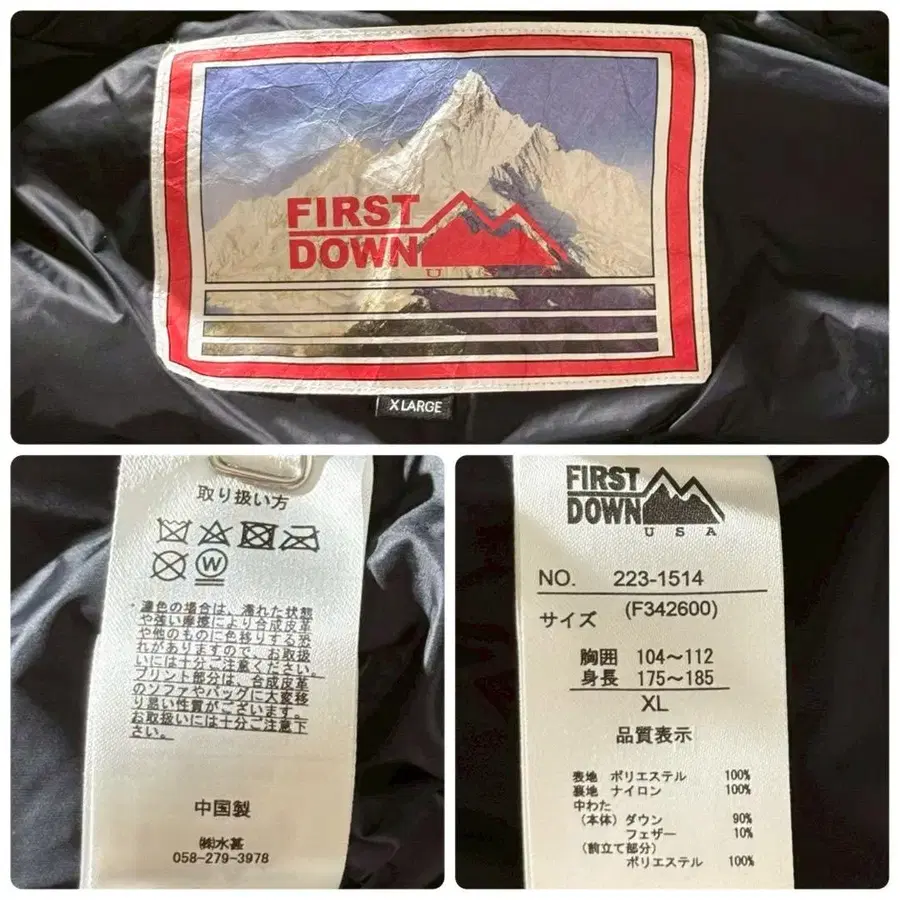 FIRST
DOWN
U
X LARGE
取り扱い方
W
・濃色の場合は、濡れた状態
や強い摩擦により合成皮革
や他のものに色移りする恐
れがありますので、お取扱
いには十分ご注意ください。
プリント部分は、合成皮革
のソファやバッグに大変移
り易い性質がございます。
お取扱いには十分ご注意下
さい。
中国製
㈱水甚
058-279-3978
FIRST
DOWN
USA
NO. 223-1514
サイズ (F342600)
胸囲 104～112
身長 175～185
XL
品質表示
表地 ポリエステル 100%
裏地 ナイロン 100%
中わた
(本体) ダウン 90%
フェザー 10%
(前立て部分)
ポリエステル 100%